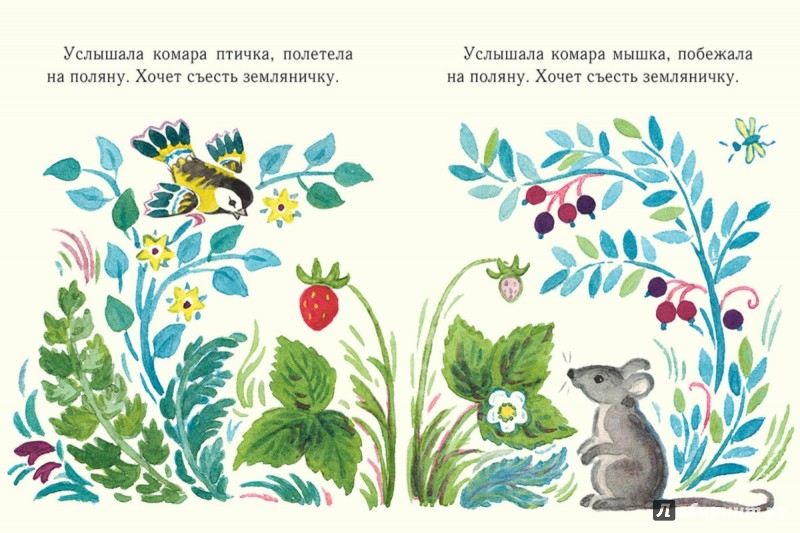 Услышала комара птичка, полетела
на поляну. Хочет съесть земляничку.
Услышала комара мышка, побежала
на поляну. Хочет съесть земляничку.